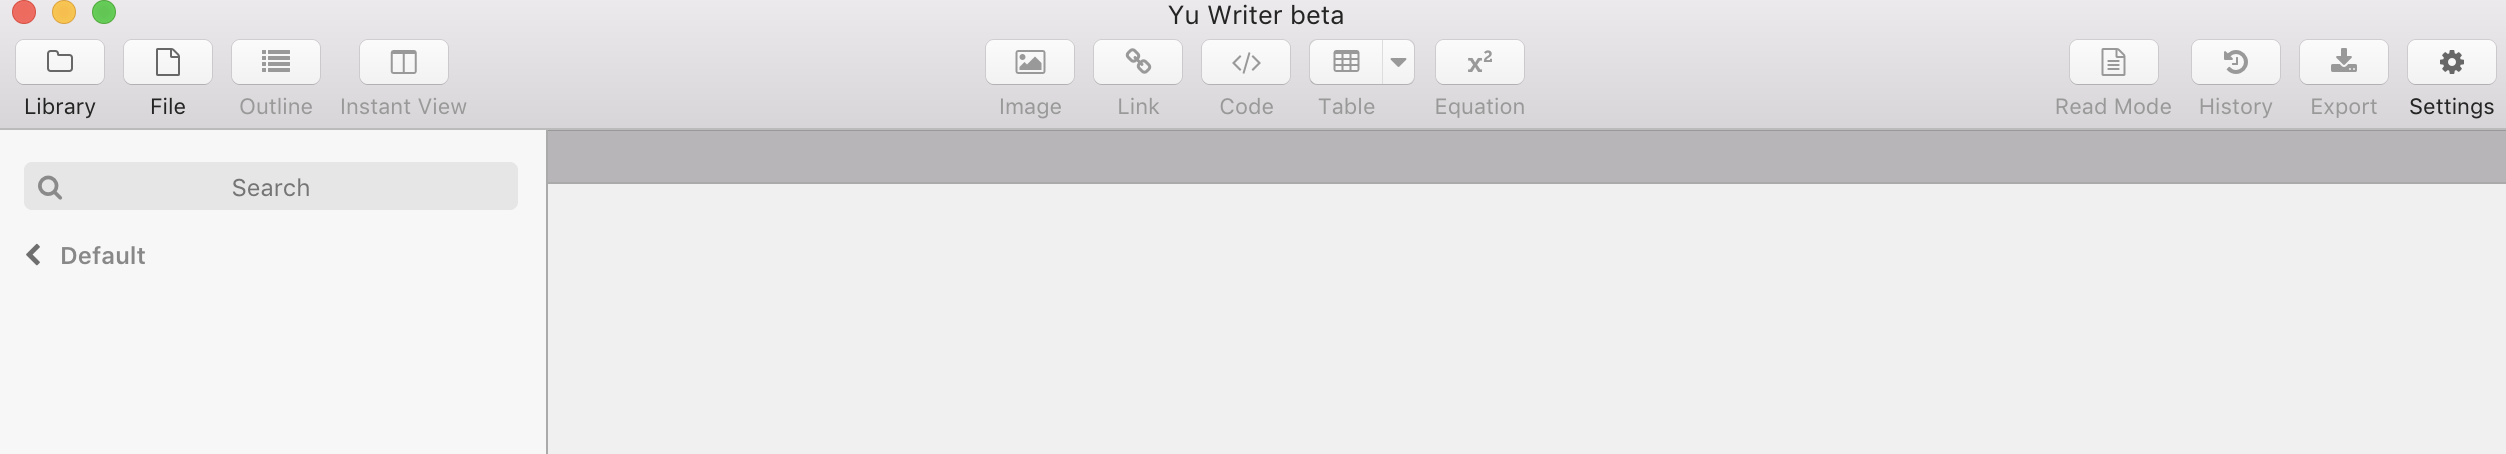 Yu Writer beta
Library File Outline Instant View Image Link Code Table Equation Read Mode History Export Settings
Search
Default